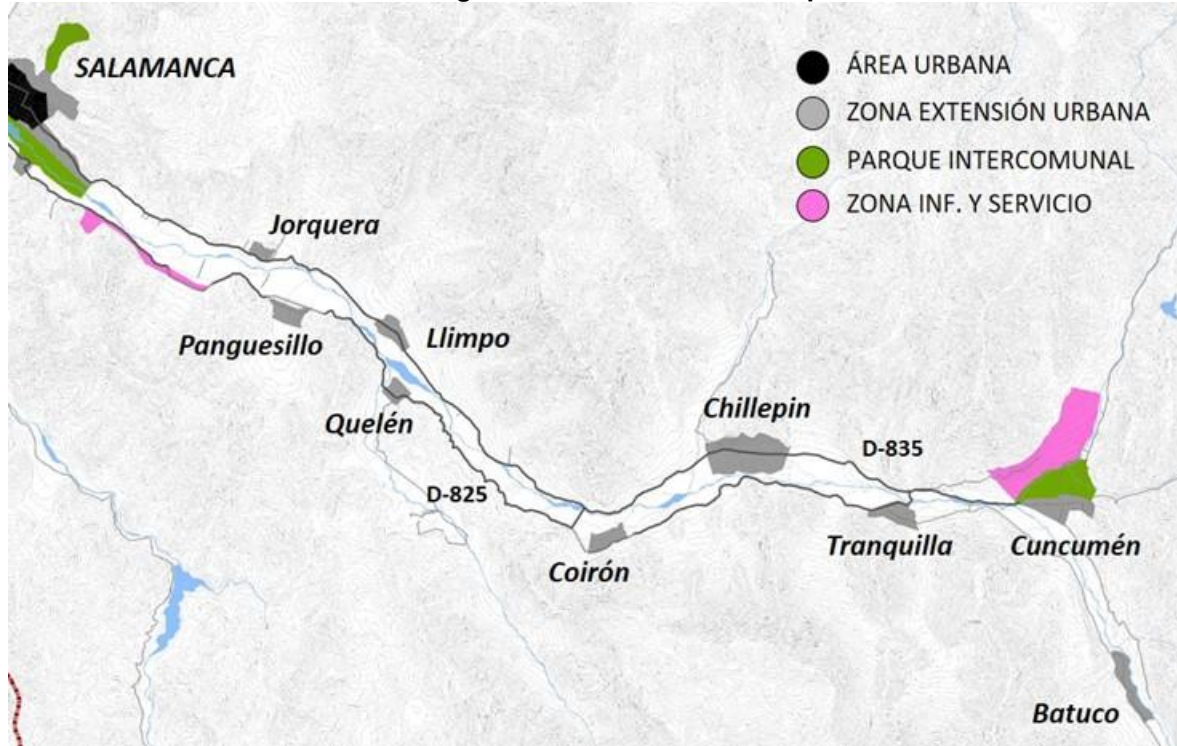 SALAMANCA
ÁREA URBANA
ZONA EXTENSIÓN URBANA
PARQUE INTERCOMUNAL
ZONA INF. Y SERVICIO
Jorquera
Panguesillo
Llimpo
Quelén
Chillepin
D-835
D-825
Tranquilla
Cuncumén
Coirón
Batuco